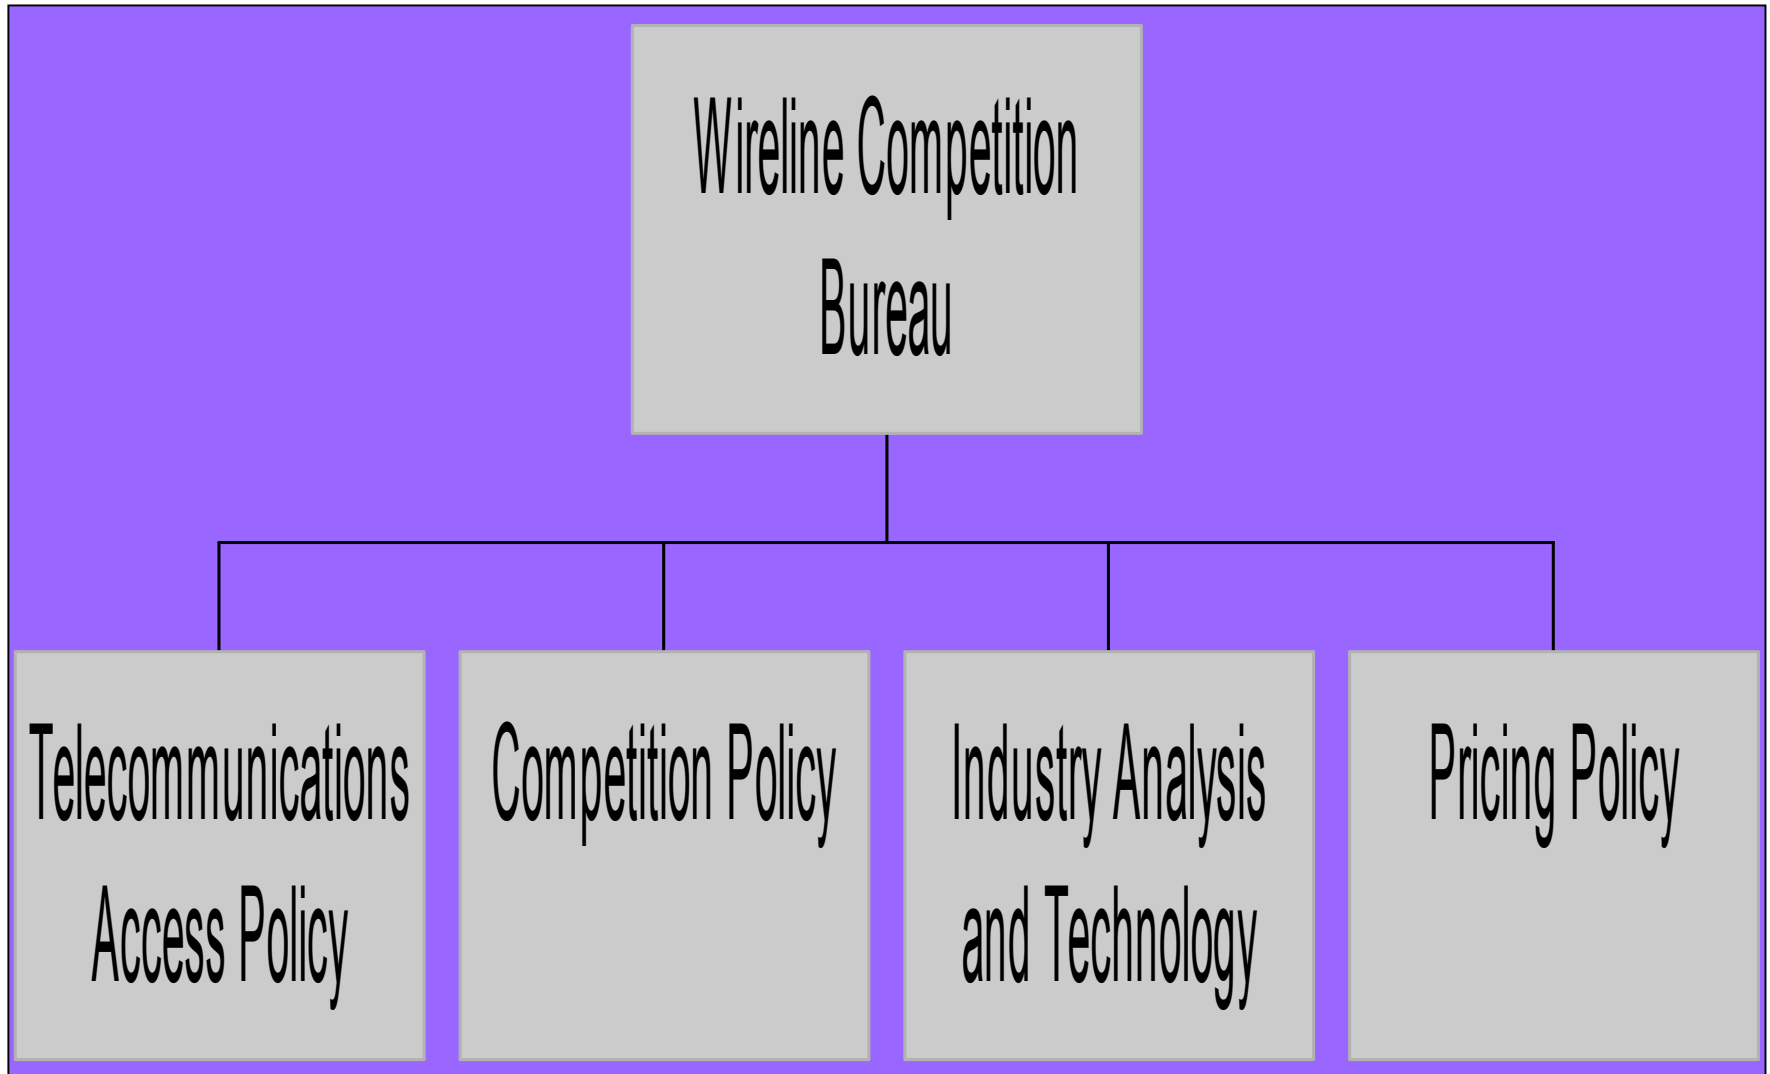 Wireline Competition
Bureau
Telecommunications
Access Policy
Competition Policy
Industry Analysis
and Technology
Pricing Policy